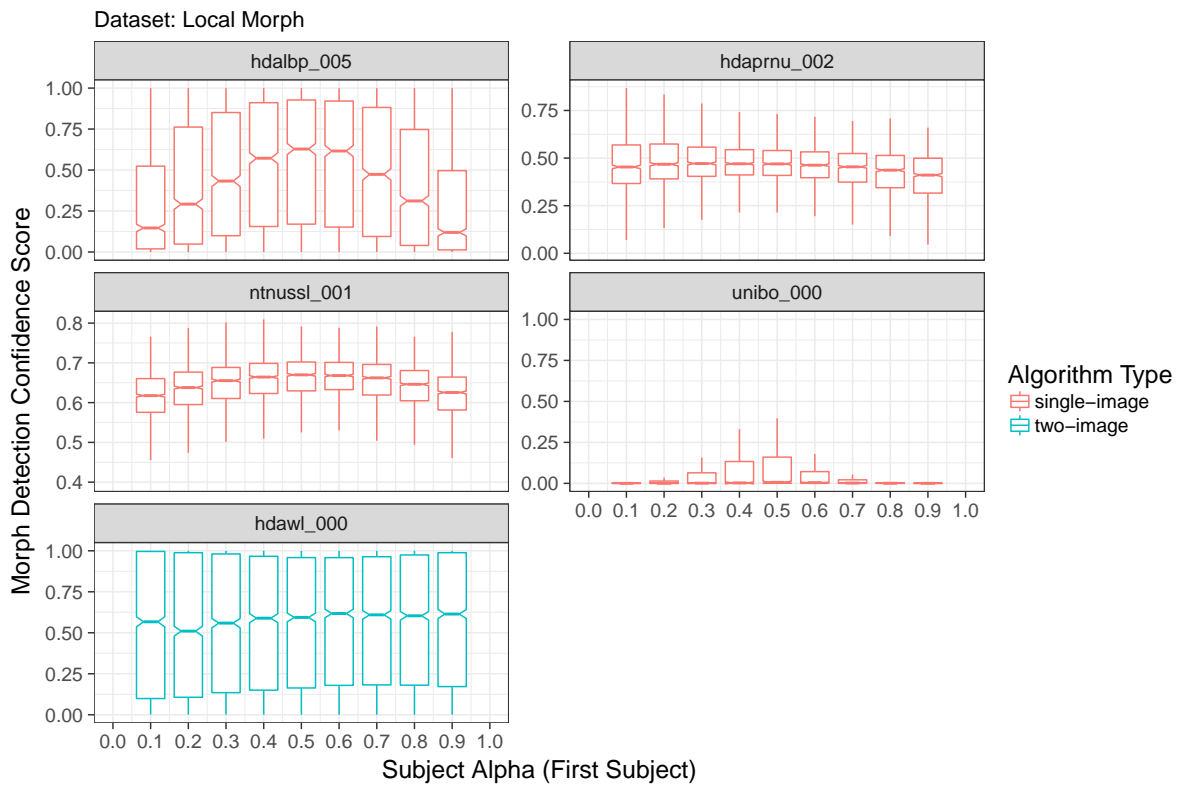 Dataset: Local Morph
hdalbp_005
hdaprnu_002
1.00
0.75
0.50
0.25
0.00
0.75
0.50
0.25
0.00
ntnussl_001
unibo_000
0.8
0.7
0.6
0.5
0.4
1.00
0.75
0.50
0.25
0.00
0.0 0.1 0.2 0.3 0.4 0.5 0.6 0.7 0.8 0.9 1.0
hdawl_000
1.00
0.75
0.50
0.25
0.00
0.0 0.1 0.2 0.3 0.4 0.5 0.6 0.7 0.8 0.9 1.0
Subject Alpha (First Subject)
Morph Detection Confidence Score
Algorithm Type
single−image
two−image